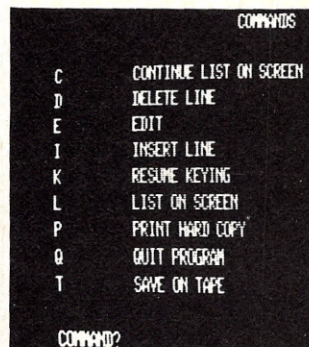 COMMANDS
C CONTINUE LIST ON SCREEN
D DELETE LINE
E EDIT
I INSERT LINE
K RESUME KEYING
L LIST ON SCREEN
P PRINT HARD COPY
Q QUIT PROGRAM
T SAVE ON TAPE
COMMAND?